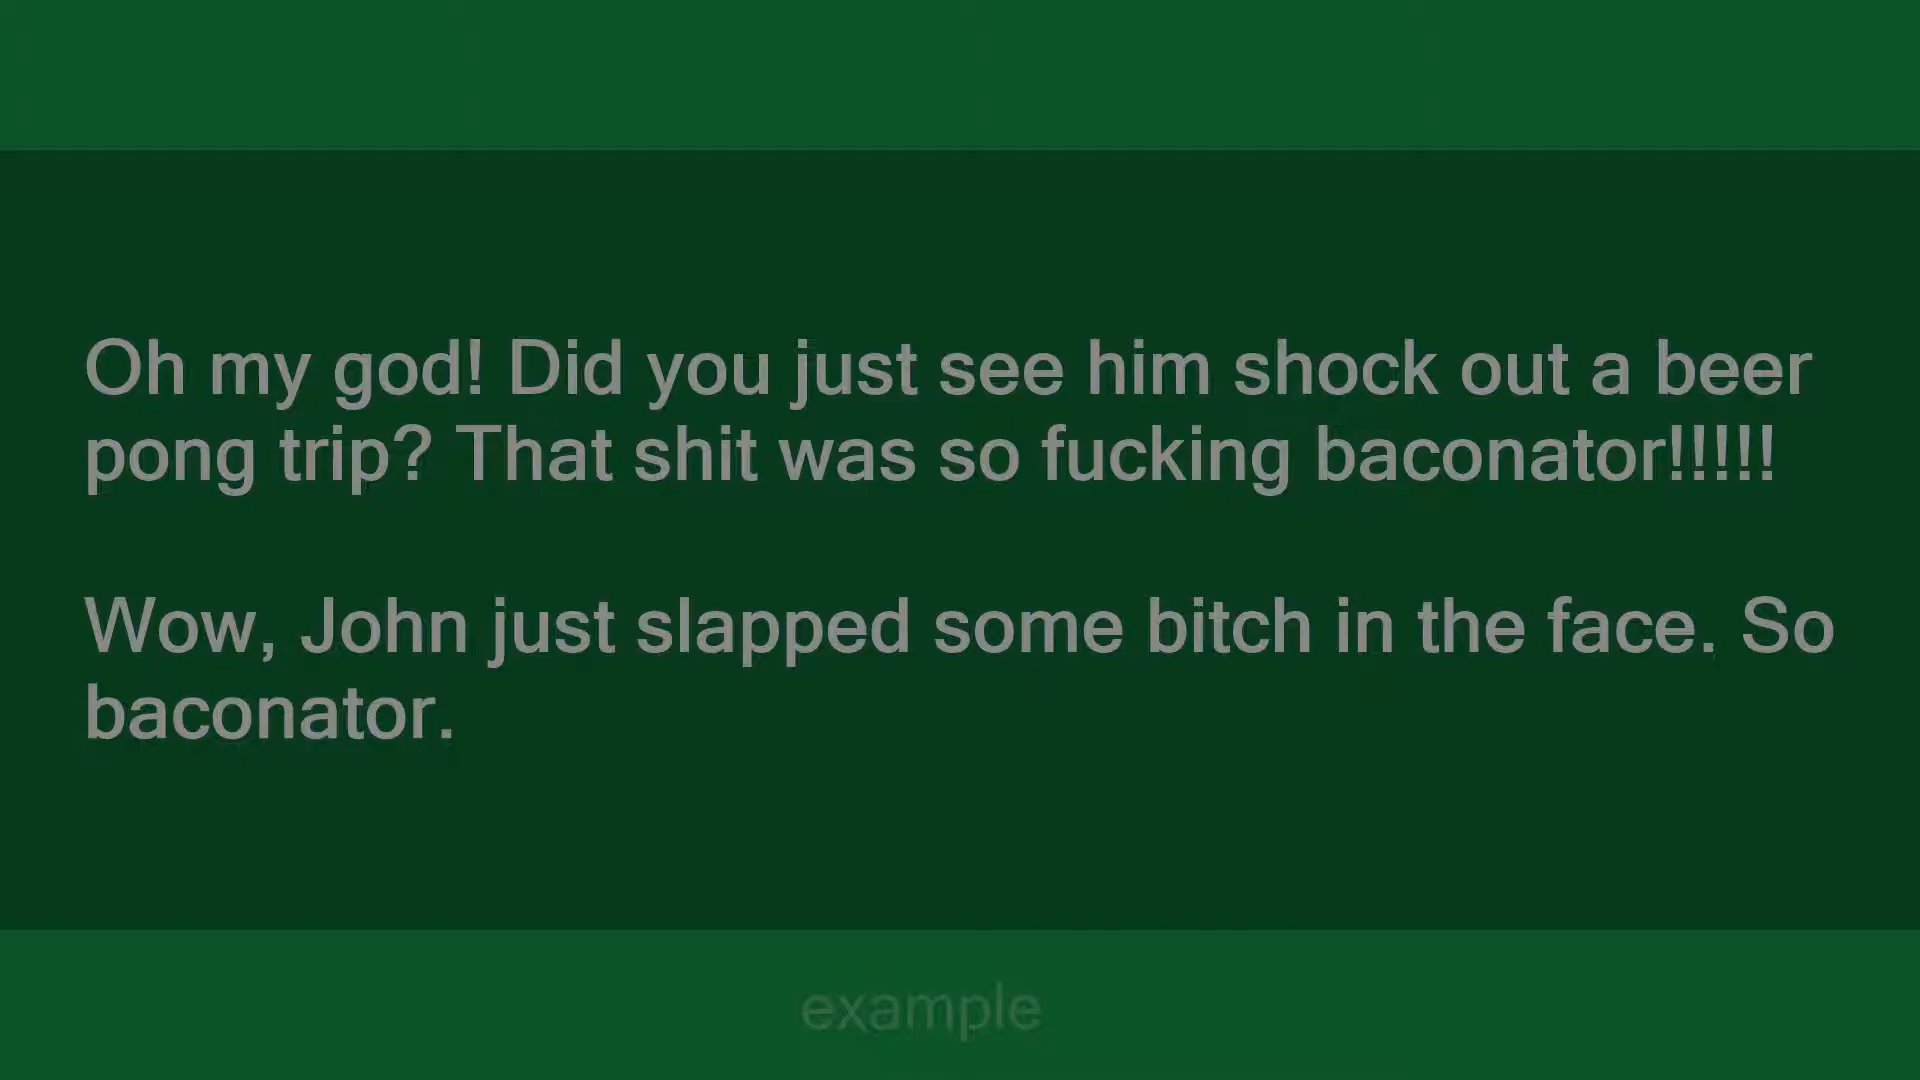 Oh my god! Did you just see him shock out a beer
pong trip? That shit was so fucking baconator!!!!!
Wow, John just slapped some bitch in the face. So
baconator.
example